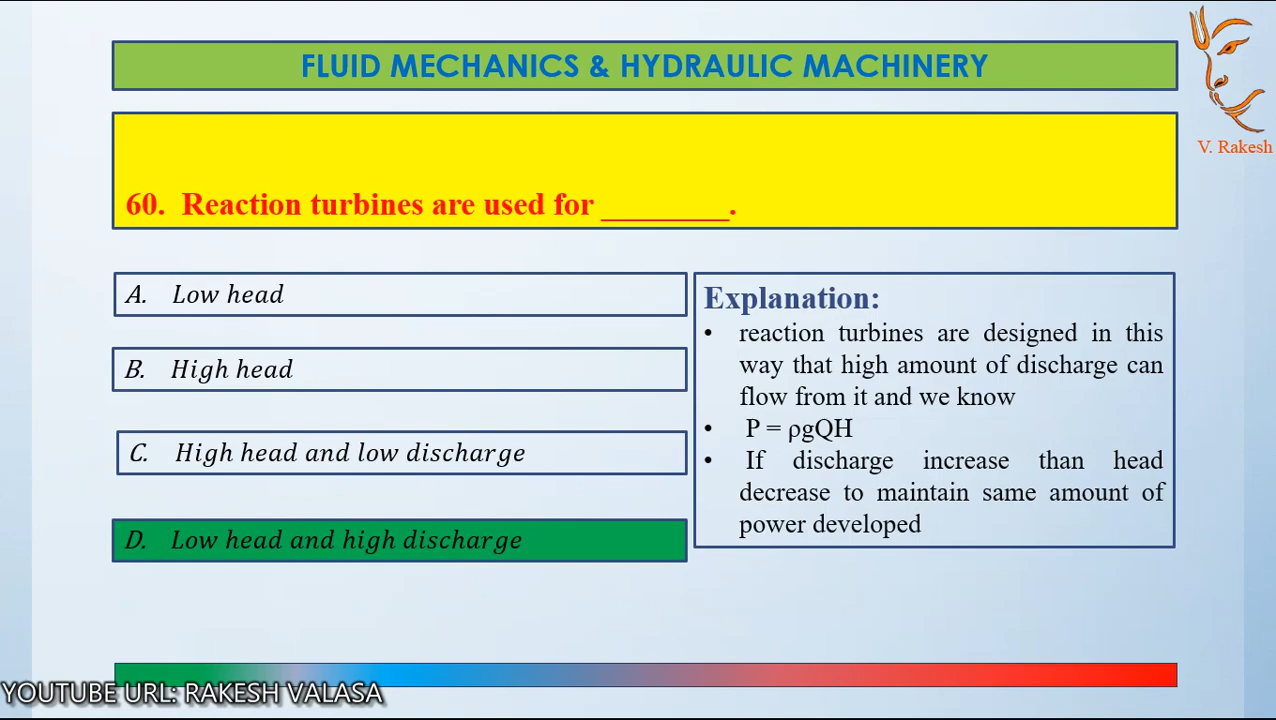 FLUID MECHANICS & HYDRAULIC MACHINERY
V. Rakesh
60. Reaction turbines are used for ________.
A. Low head
B. High head
C. High head and low discharge
D. Low head and high discharge
Explanation:
• reaction turbines are designed in this
way that high amount of discharge can
flow from it and we know
• P = ρgQH
• If discharge increase than head
decrease to maintain same amount of
power developed
YOUTUBE URL: RAKESH VALASA